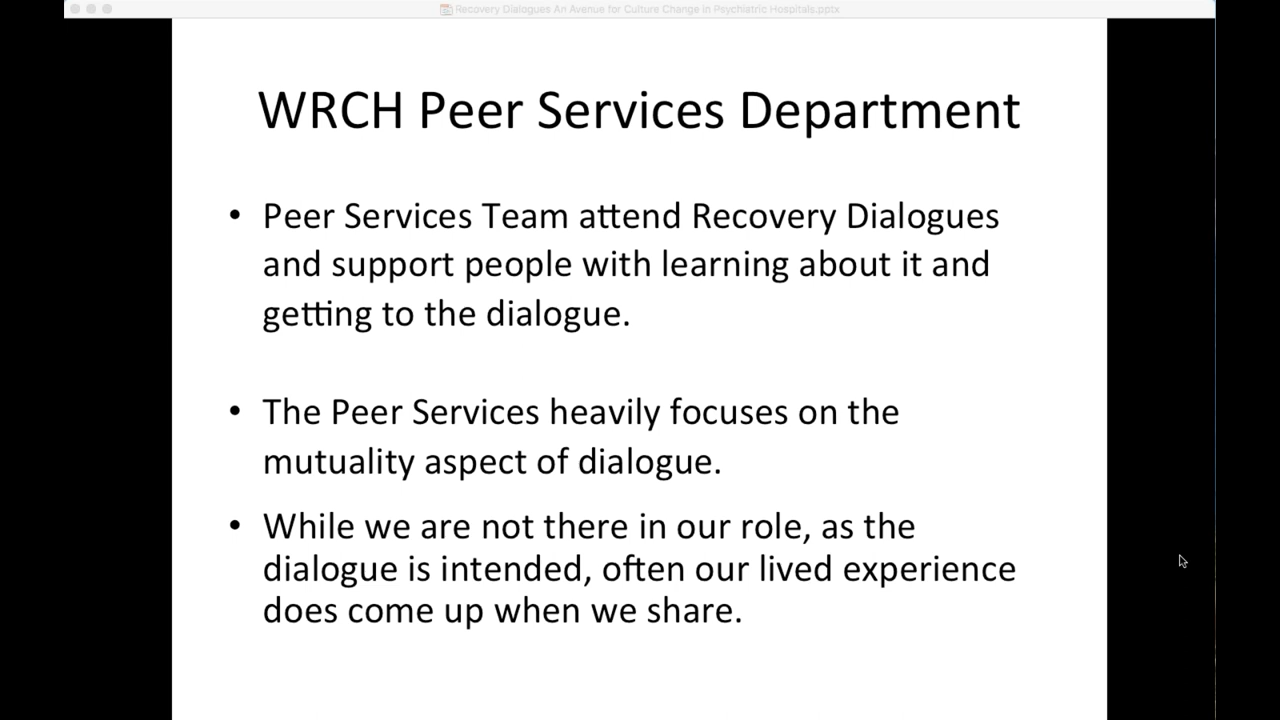 Recovery Dialogues An Avenue for Culture Change in Psychiatric Hospitals.pptx
WRCH Peer Services Department
• Peer Services Team attend Recovery Dialogues
and support people with learning about it and
getting to the dialogue.
• The Peer Services heavily focuses on the
mutuality aspect of dialogue.
• While we are not there in our role, as the
dialogue is intended, often our lived experience
does come up when we share.